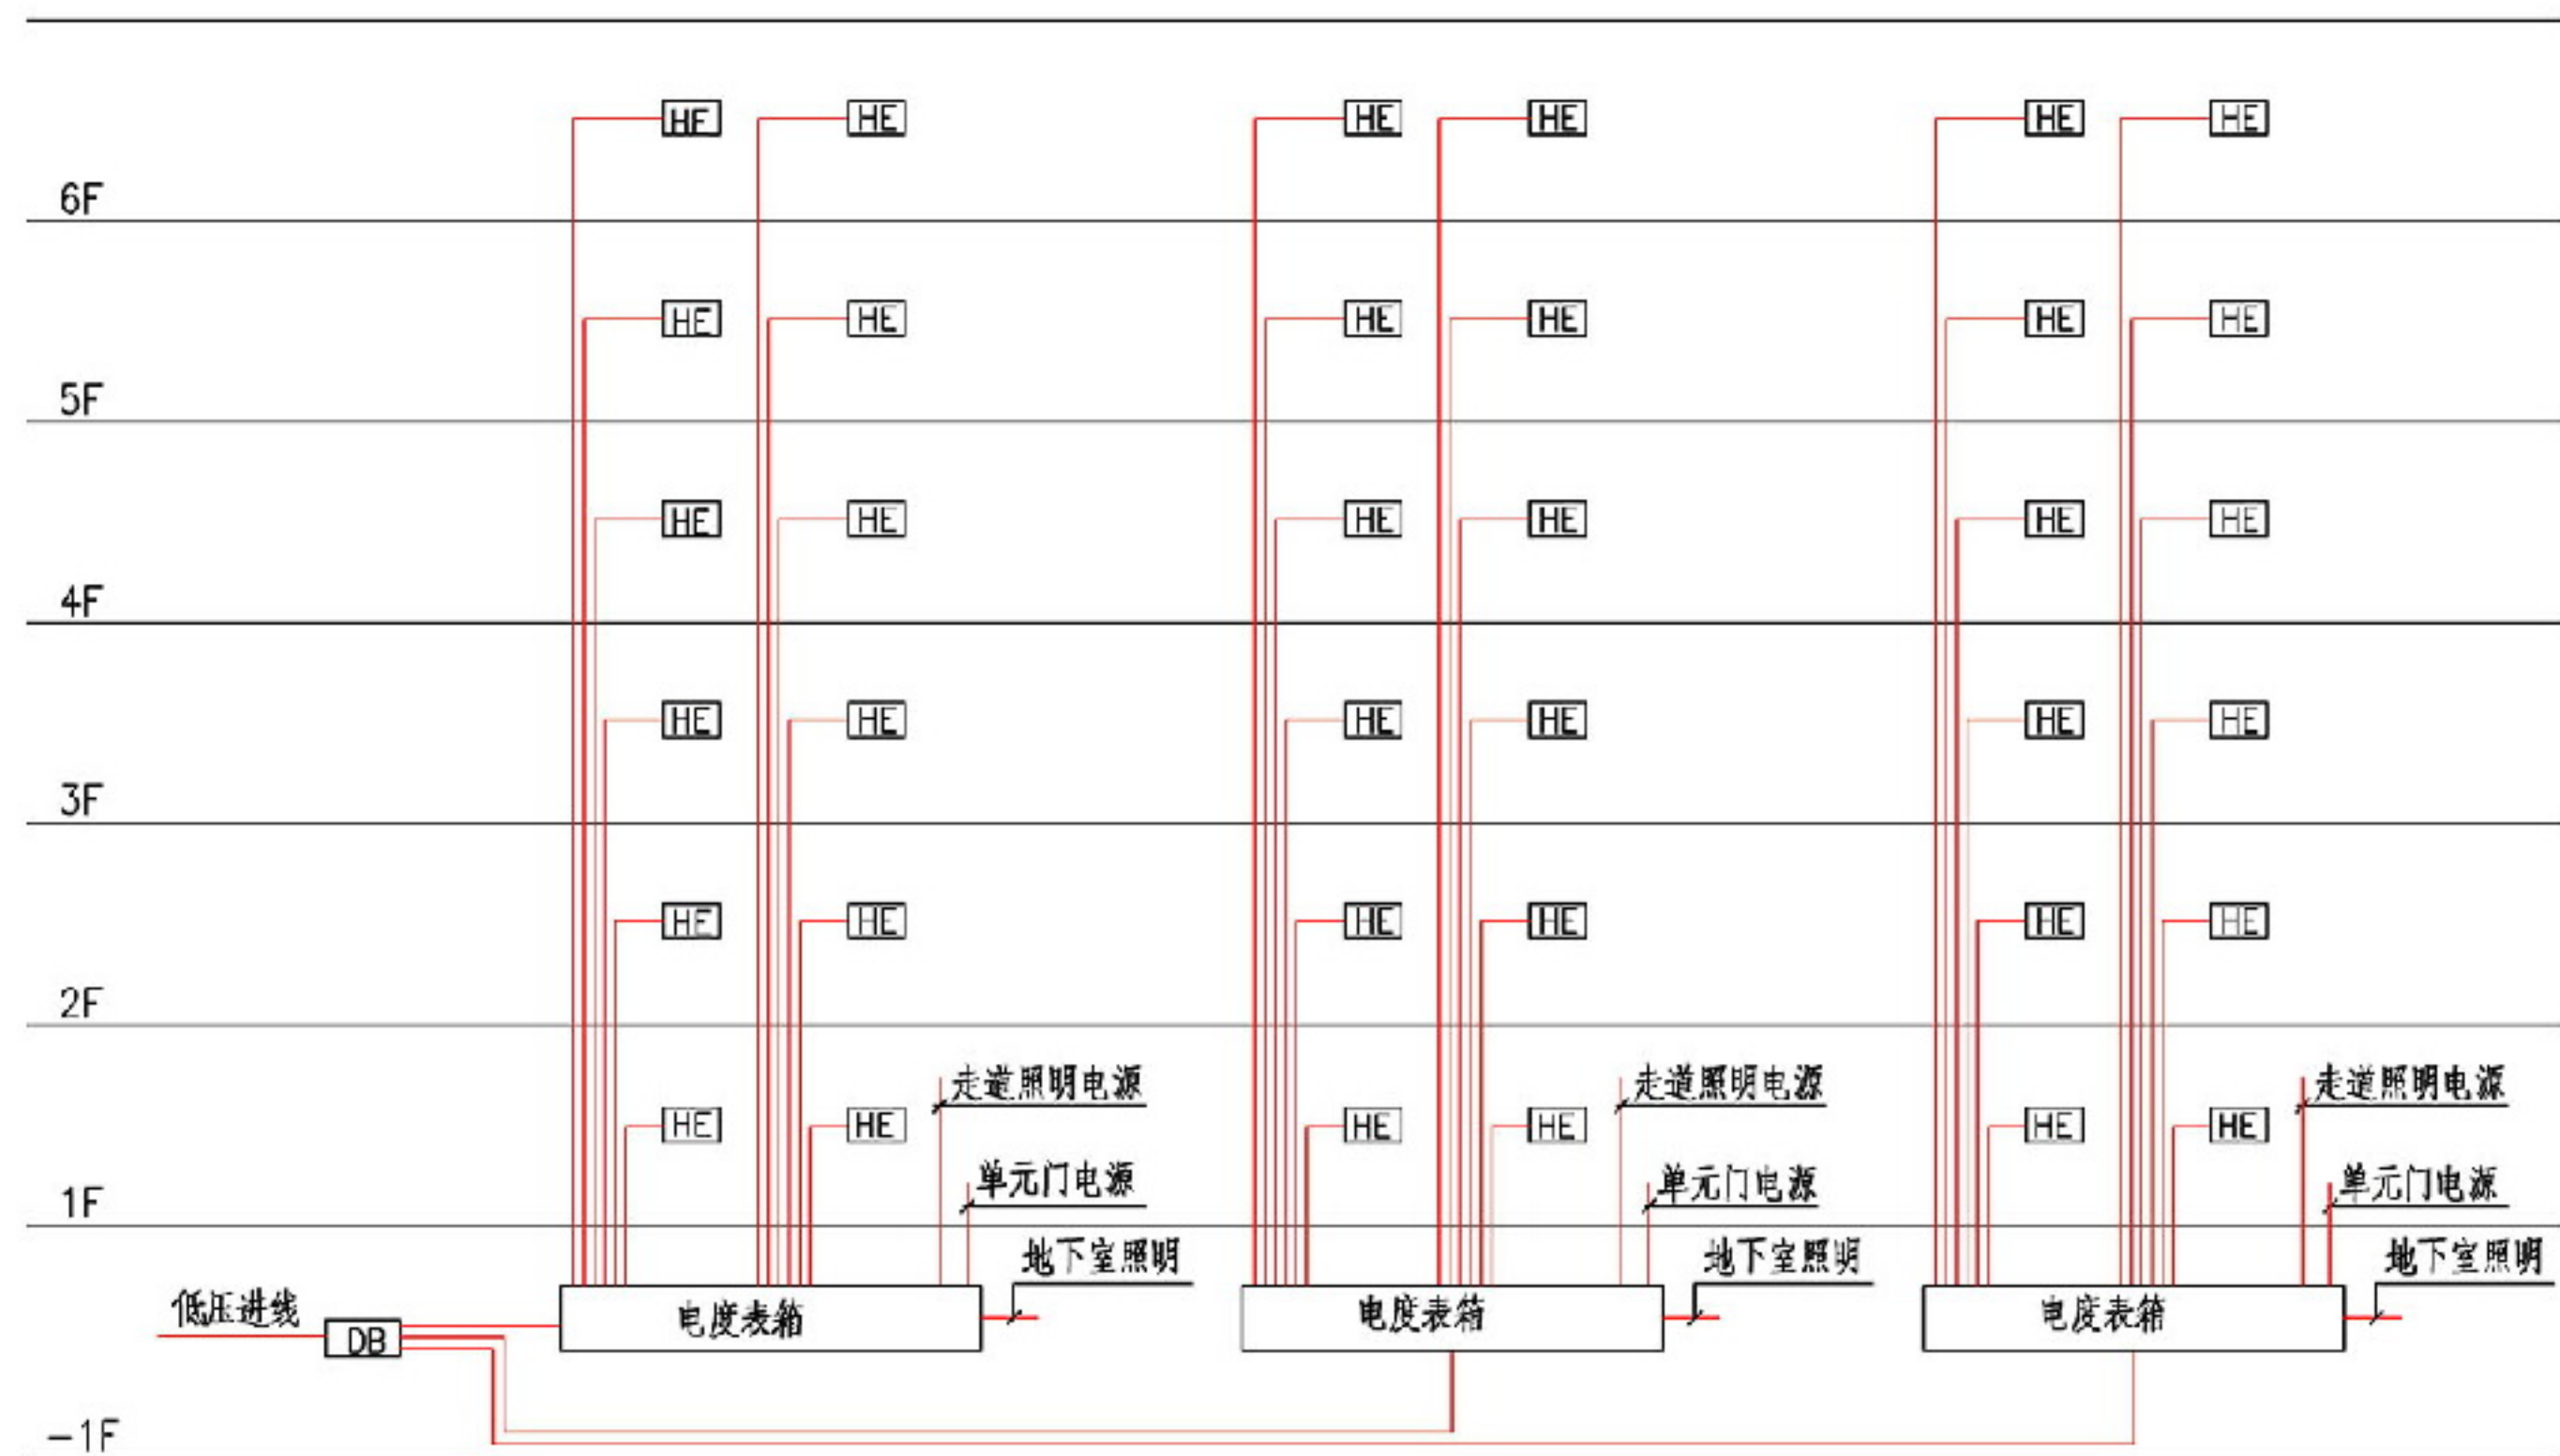 HF HE HE HE HE HE
6F
HE HE HE HE HE HE
5F
HE HE HE HE HE HE
4F
HE HE HE HE HE HE
3F
HE HE HE HE HE HE
2F
走道照明电源 走道照明电源 走道照明电源
HE HE HE HE HE HE
单元门电源 单元门电源 单元门电源
1F
地下室照明 地下室照明 地下室照明
低压进线 电度表箱 电度表箱 电度表箱
DB
-1F